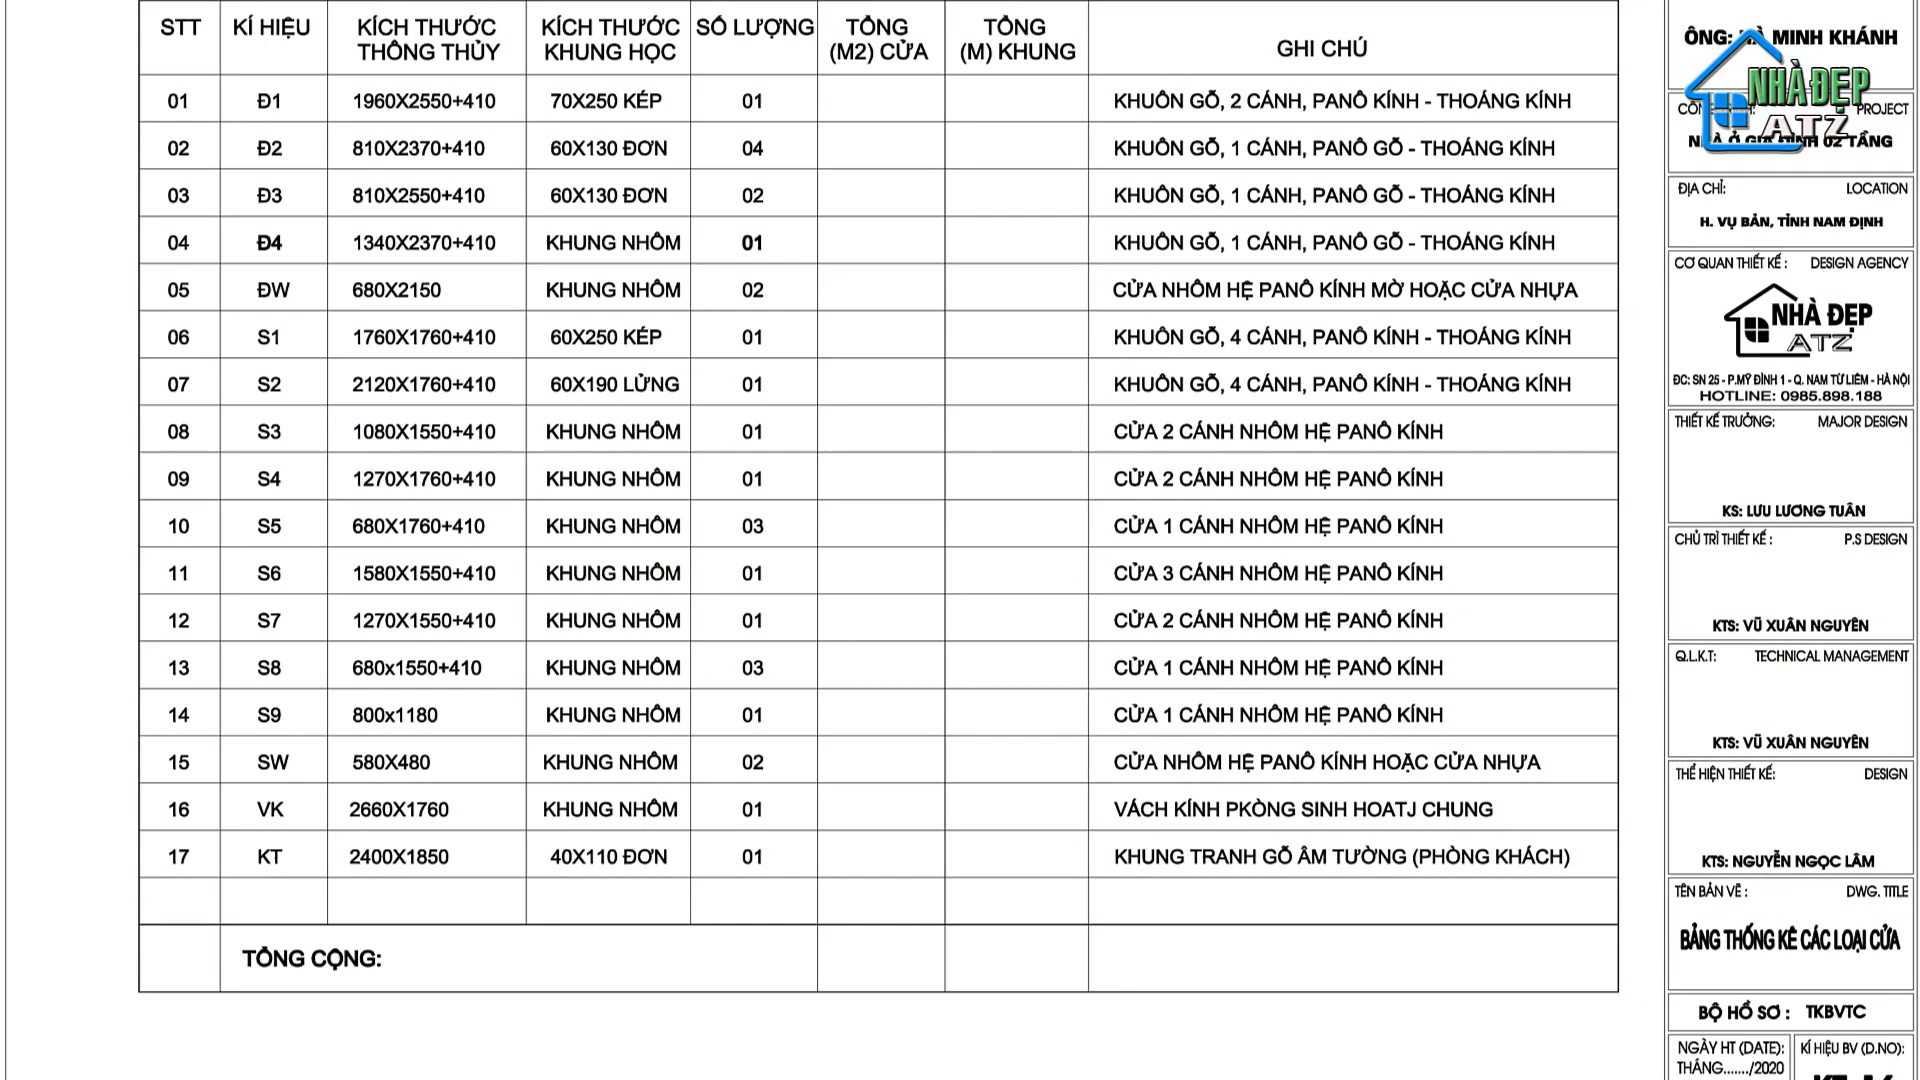 STT KÍ HIỆU KÍCH THƯỚC THÔNG THỦY KÍCH THƯỚC KHUNG HỌC SỐ LƯỢNG TỔNG (M2) CỬA TỔNG (M) KHUNG GHI CHÚ
01 Đ1 1960X2550+410 70X250 KÉP 01 KHUÔN GỖ, 2 CÁNH, PANÔ KÍNH - THOÁNG KÍNH
02 Đ2 810X2370+410 60X130 ĐƠN 04 KHUÔN GỖ, 1 CÁNH, PANÔ GỖ - THOÁNG KÍNH
03 Đ3 810X2550+410 60X130 ĐƠN 02 KHUÔN GỖ, 1 CÁNH, PANÔ GỖ - THOÁNG KÍNH
04 Đ4 1340X2370+410 KHUNG NHÔM 01 KHUÔN GỖ, 1 CÁNH, PANÔ GỖ - THOÁNG KÍNH
05 ĐW 680X2150 KHUNG NHÔM 02 CỬA NHÔM HỆ PANÔ KÍNH MỜ HOẶC CỬA NHỰA
06 S1 1760X1760+410 60X250 KÉP 01 KHUÔN GỖ, 4 CÁNH, PANÔ KÍNH - THOÁNG KÍNH
07 S2 2120X1760+410 60X190 LỬNG 01 KHUÔN GỖ, 4 CÁNH, PANÔ KÍNH - THOÁNG KÍNH
08 S3 1080X1550+410 KHUNG NHÔM 01 CỬA 2 CÁNH NHÔM HỆ PANÔ KÍNH
09 S4 1270X1760+410 KHUNG NHÔM 01 CỬA 2 CÁNH NHÔM HỆ PANÔ KÍNH
10 S5 680X1760+410 KHUNG NHÔM 03 CỬA 1 CÁNH NHÔM HỆ PANÔ KÍNH
11 S6 1580X1550+410 KHUNG NHÔM 01 CỬA 3 CÁNH NHÔM HỆ PANÔ KÍNH
12 S7 1270X1550+410 KHUNG NHÔM 01 CỬA 2 CÁNH NHÔM HỆ PANÔ KÍNH
13 S8 680x1550+410 KHUNG NHÔM 03 CỬA 1 CÁNH NHÔM HỆ PANÔ KÍNH
14 S9 800x1180 KHUNG NHÔM 01 CỬA 1 CÁNH NHÔM HỆ PANÔ KÍNH
15 SW 580X480 KHUNG NHÔM 02 CỬA NHÔM HỆ PANÔ KÍNH HOẶC CỬA NHỰA
16 VK 2660X1760 KHUNG NHÔM 01 VÁCH KÍNH PKÒNG SINH HOATJ CHUNG
17 KT 2400X1850 40X110 ĐƠN 01 KHUNG TRANH GỖ ÂM TƯỜNG (PHÒNG KHÁCH)
TỔNG CỘNG:
ÔNG: MINH KHÁNH
NHÀ ĐẸP
ATZ
PROJECT
02 TẦNG
ĐỊA CHỈ: LOCATION
H. VỤ BẢN, TỈNH NAM ĐỊNH
CƠ QUAN THIẾT KẾ : DESIGN AGENCY
NHÀ ĐẸP
ATZ
ĐC: SN 25 - P.MỸ ĐÌNH 1 - Q. NAM TỪ LIÊM - HÀ NỘI
HOTLINE: 0985.898.188
THIẾT KẾ TRƯỞNG: MAJOR DESIGN
KS: LƯU LƯƠNG TUÂN
CHỦ TRÌ THIẾT KẾ : P.S DESIGN
KTS: VŨ XUÂN NGUYÊN
Q.L.K.T: TECHNICAL MANAGEMENT
KTS: VŨ XUÂN NGUYÊN
THỂ HIỆN THIẾT KẾ: DESIGN
KTS: NGUYỄN NGỌC LÂM
TÊN BẢN VẼ : DWG. TITLE
BẢNG THỐNG KÊ CÁC LOẠI CỬA
BỘ HỒ SƠ : TKBVTC
NGÀY HT (DATE): KÍ HIỆU BV (D.NO):
THÁNG......./2020